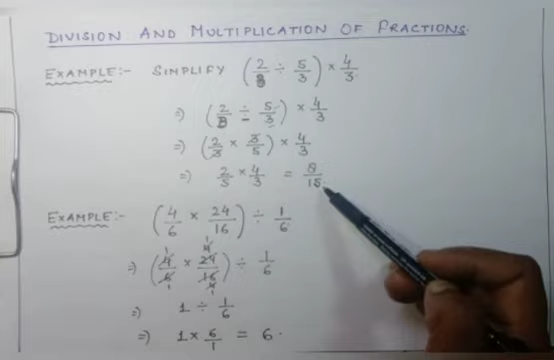 DIVISION AND MULTIPLICATION OF FRACTIONS.
EXAMPLE:- SIMPLIFY (2/3 ÷ 5/3) × 4/3
⇒ (2/3 ÷ 5/3) × 4/3
⇒ (2/3 × 3/5) × 4/3
⇒ 2/5 × 4/3 = 8/15
EXAMPLE:- (4/6 × 24/16) ÷ 1/6
⇒ (4/6 × 24/16) ÷ 1/6
⇒ 1 ÷ 1/6
⇒ 1 × 6/1 = 6.